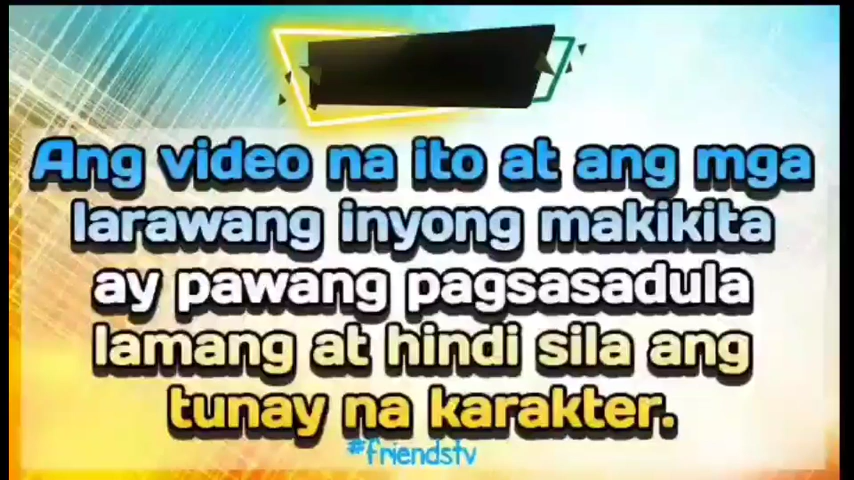 Ang video na ito at ang mga
larawang inyong makikita
ay pawang pagsasadula
lamang at hindi sila ang
tunay na karakter.
#friendstv